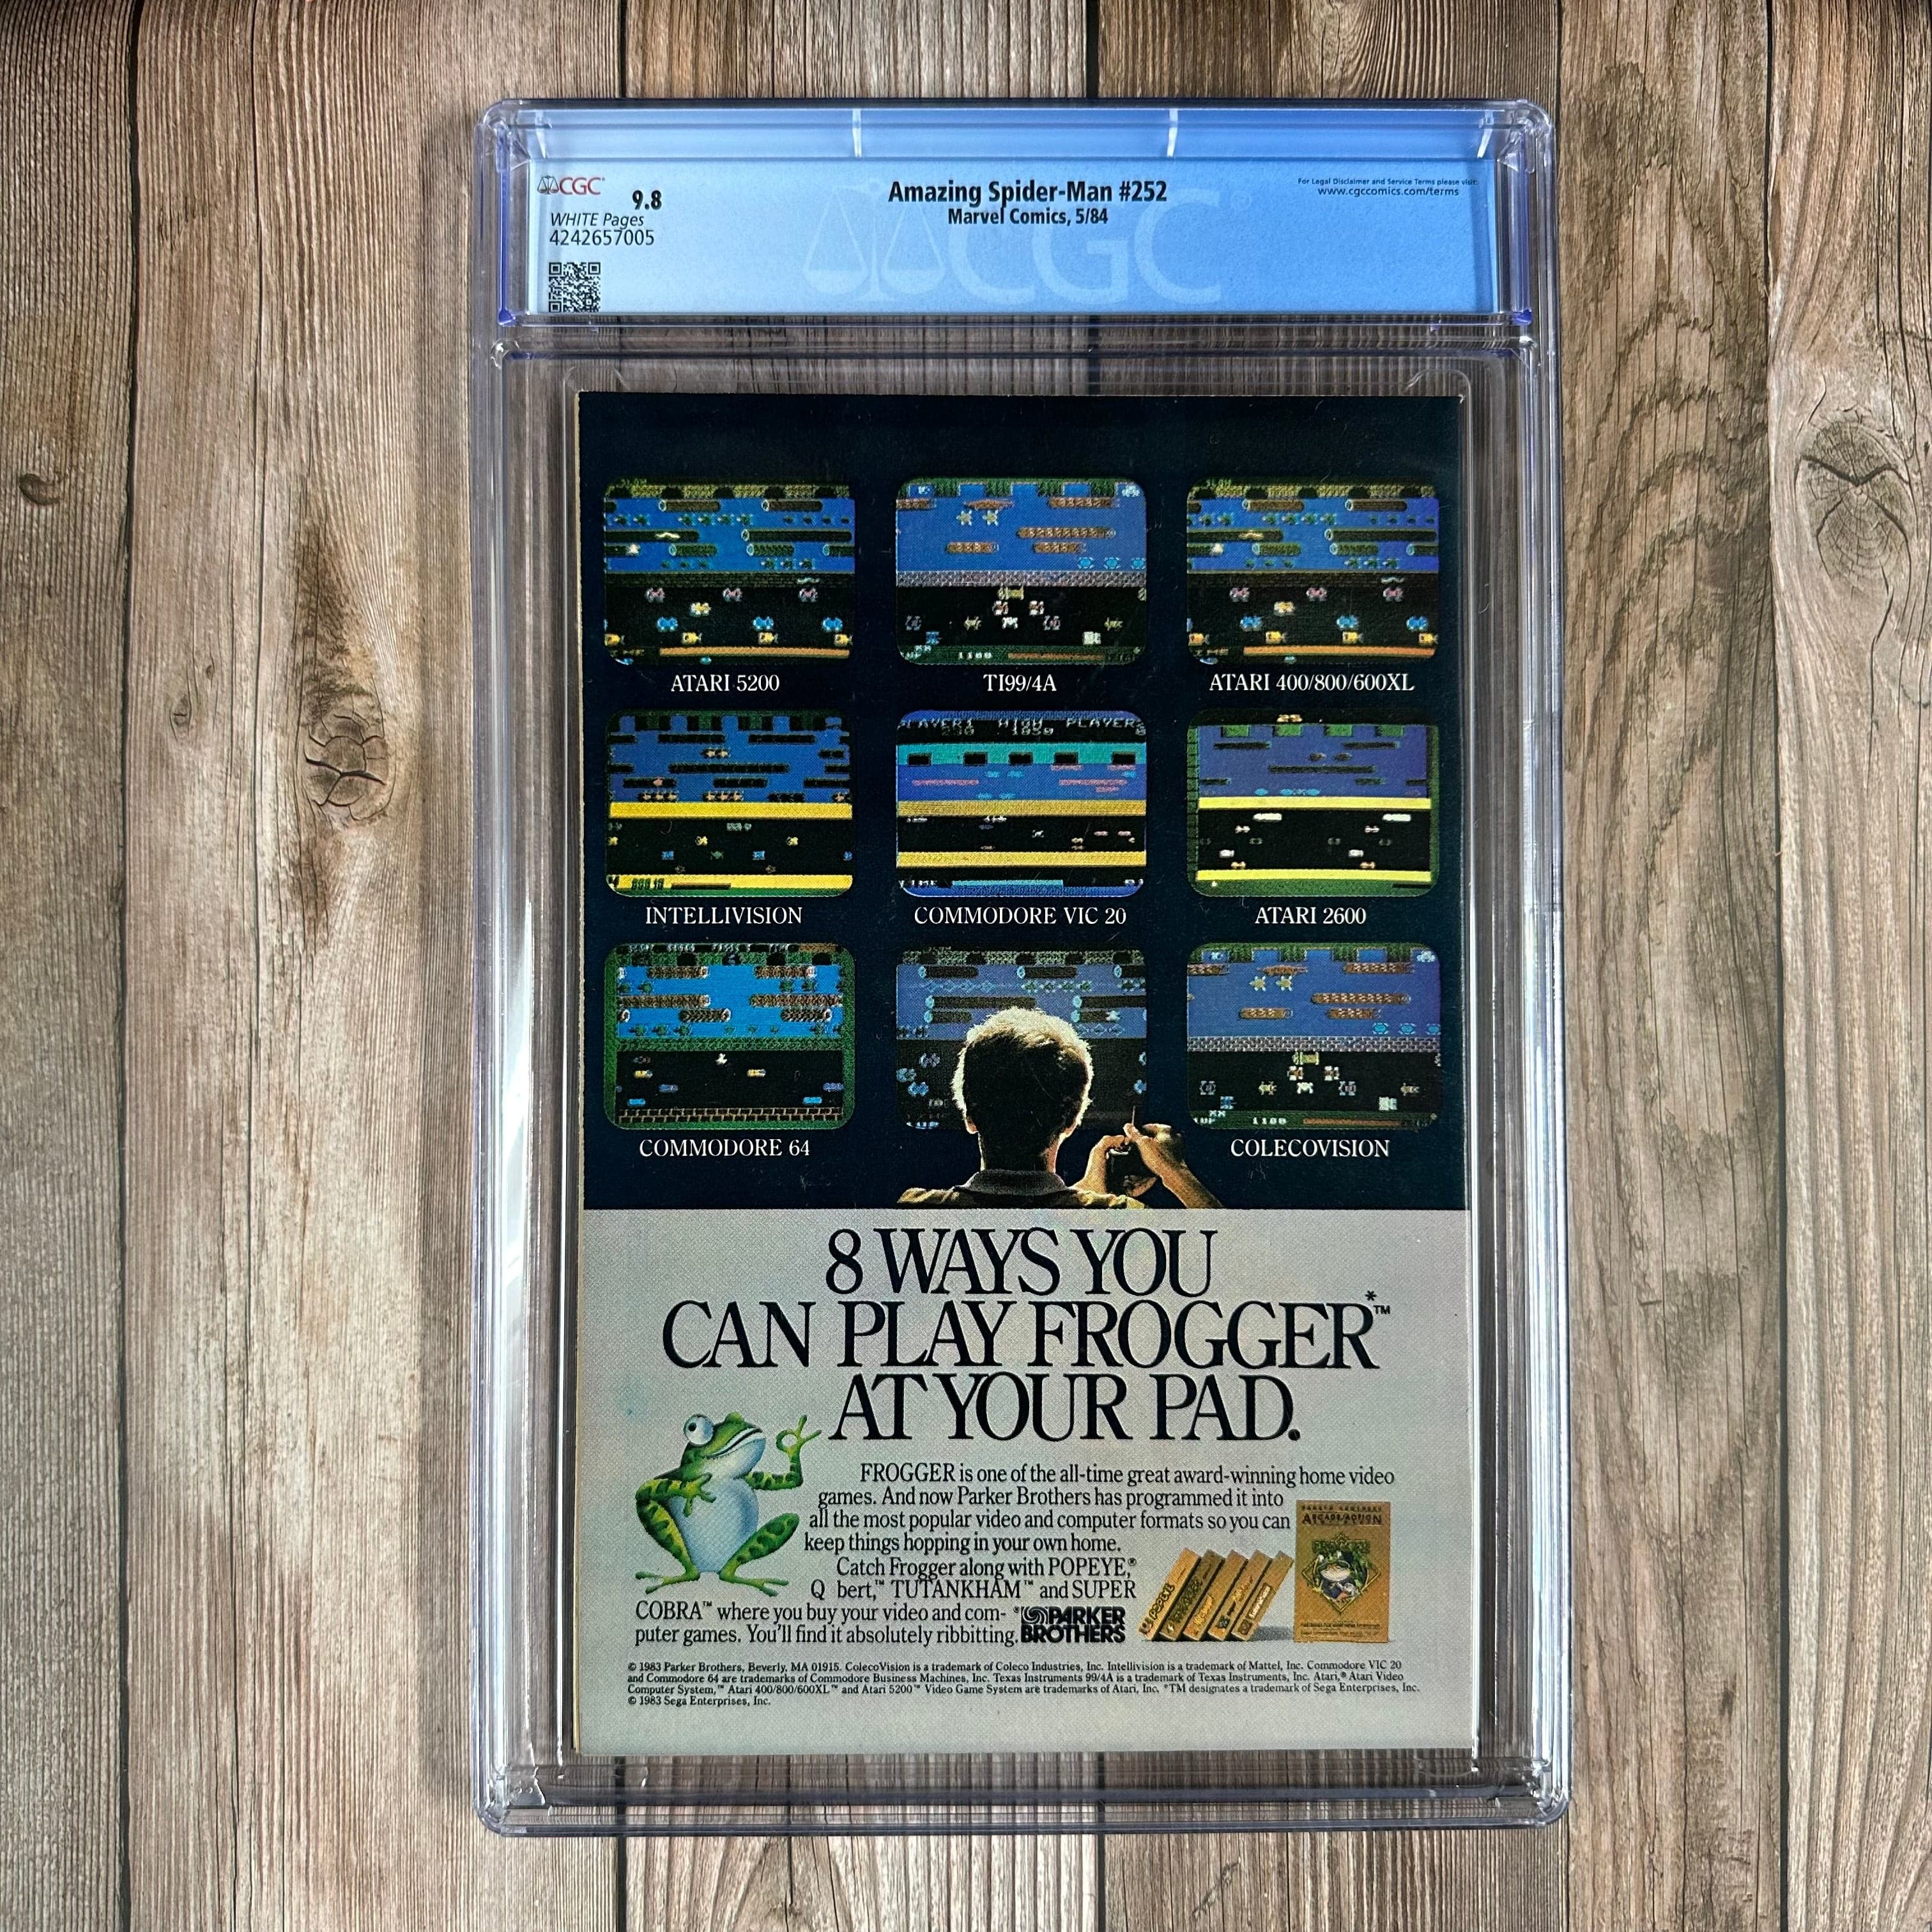 CGC
9.8
WHITE Pages
4242657005
Amazing Spider-Man #252
Marvel Comics, 5/84
For Legal Disclaimer and Service Terms please visit:
www.cgccomics.com/terms
CGC
ATARI 5200
TI99/4A
ATARI 400/800/600XL
PLAYER1 HIGH PLAYER
INTELLIVISION
COMMODORE VIC 20
ATARI 2600
COMMODORE 64
COLECOVISION
8 WAYS YOU
CAN PLAY FROGGER*™
AT YOUR PAD.
FROGGER is one of the all-time great award-winning home video
games. And now Parker Brothers has programmed it into
all the most popular video and computer formats so you can
keep things hopping in your own home.
Catch Frogger along with POPEYE,®
Q bert,™ TUTANKHAM™ and SUPER
COBRA™ where you buy your video and com-
puter games. You'll find it absolutely ribbitting.
PARKER
BROTHERS
PARKER BROTHERS
ARCADE/ACTION
FROGGER
POPEYE
© 1983 Parker Brothers, Beverly, MA 01915. ColecoVision is a trademark of Coleco Industries, Inc. Intellivision is a trademark of Mattel, Inc. Commodore VIC 20
and Commodore 64 are trademarks of Commodore Business Machines, Inc. Texas Instruments 99/4A is a trademark of Texas Instruments, Inc. Atari,® Atari Video
Computer System,™ Atari 400/800/600XL™ and Atari 5200™ Video Game System are trademarks of Atari, Inc. *TM designates a trademark of Sega Enterprises, Inc.
© 1983 Sega Enterprises, Inc.